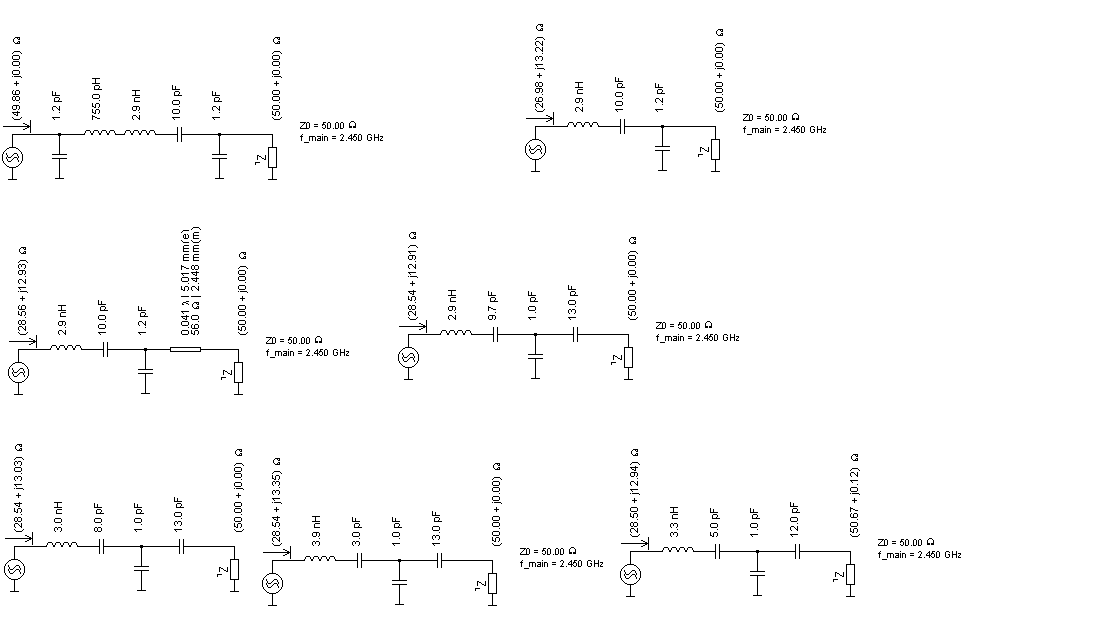 (49.86 + j0.00) Ω
1.2 pF
755.0 pH
2.9 nH
10.0 pF
1.2 pF
(50.00 + j0.00) Ω
ZL
Z0 = 50.00 Ω
f_main = 2.450 GHz
(26.98 + j13.22) Ω
2.9 nH
10.0 pF
1.2 pF
(50.00 + j0.00) Ω
ZL
Z0 = 50.00 Ω
f_main = 2.450 GHz
(28.56 + j12.93) Ω
2.9 nH
10.0 pF
1.2 pF
0.041 λ | 5.017 mm(e)
56.0 Ω | 2.448 mm(m)
(50.00 + j0.00) Ω
ZL
Z0 = 50.00 Ω
f_main = 2.450 GHz
(28.54 + j12.91) Ω
2.9 nH
9.7 pF
1.0 pF
13.0 pF
(50.00 + j0.00) Ω
ZL
Z0 = 50.00 Ω
f_main = 2.450 GHz
(28.54 + j13.03) Ω
3.0 nH
8.0 pF
1.0 pF
13.0 pF
(50.00 + j0.00) Ω
ZL
(28.54 + j13.35) Ω
3.9 nH
3.0 pF
1.0 pF
13.0 pF
(50.00 + j0.00) Ω
ZL
Z0 = 50.00 Ω
f_main = 2.450 GHz
(28.50 + j12.94) Ω
3.3 nH
5.0 pF
1.0 pF
12.0 pF
(50.67 + j0.12) Ω
ZL
Z0 = 50.00 Ω
f_main = 2.450 GHz